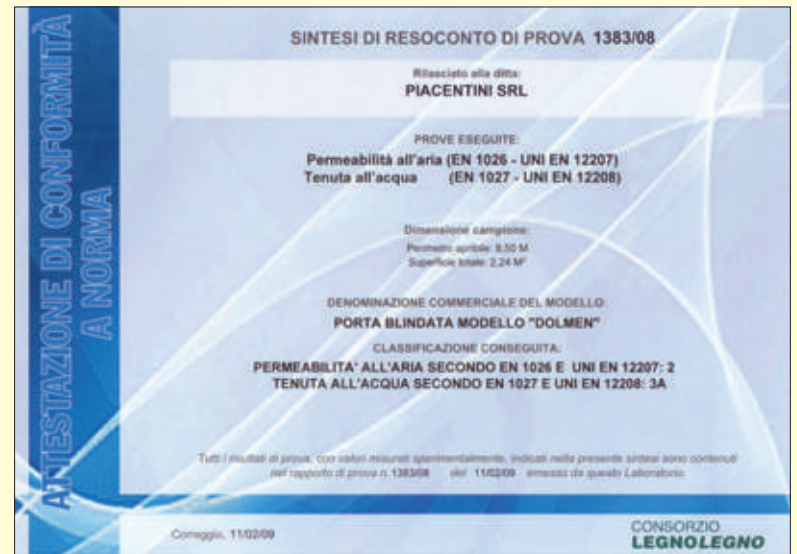 ATTESTAZIONE DI CONFORMITÀ
A NORMA
SINTESI DI RESOCONTO DI PROVA 1383/08
Rilasciato alla ditta:
PIACENTINI SRL
PROVE ESEGUITE:
Permeabilità all'aria (EN 1026 - UNI EN 12207)
Tenuta all'acqua (EN 1027 - UNI EN 12208)
Dimensione campione:
Perimetro apribile: 8.50 M
Superficie totale: 2.24 M²
DENOMINAZIONE COMMERCIALE DEL MODELLO:
PORTA BLINDATA MODELLO "DOLMEN"
CLASSIFICAZIONE CONSEGUITA:
PERMEABILITA' ALL'ARIA SECONDO EN 1026 E UNI EN 12207: 2
TENUTA ALL'ACQUA SECONDO EN 1027 E UNI EN 12208: 3A
Tutti i risultati di prova, con valori misurati sperimentalmente, indicati nella presente sintesi sono contenuti
nel rapporto di prova n. 1383/08 del 11/02/09 emesso da questo Laboratorio.
Correggio, 11/02/09
CONSORZIO
LEGNOLEGNO